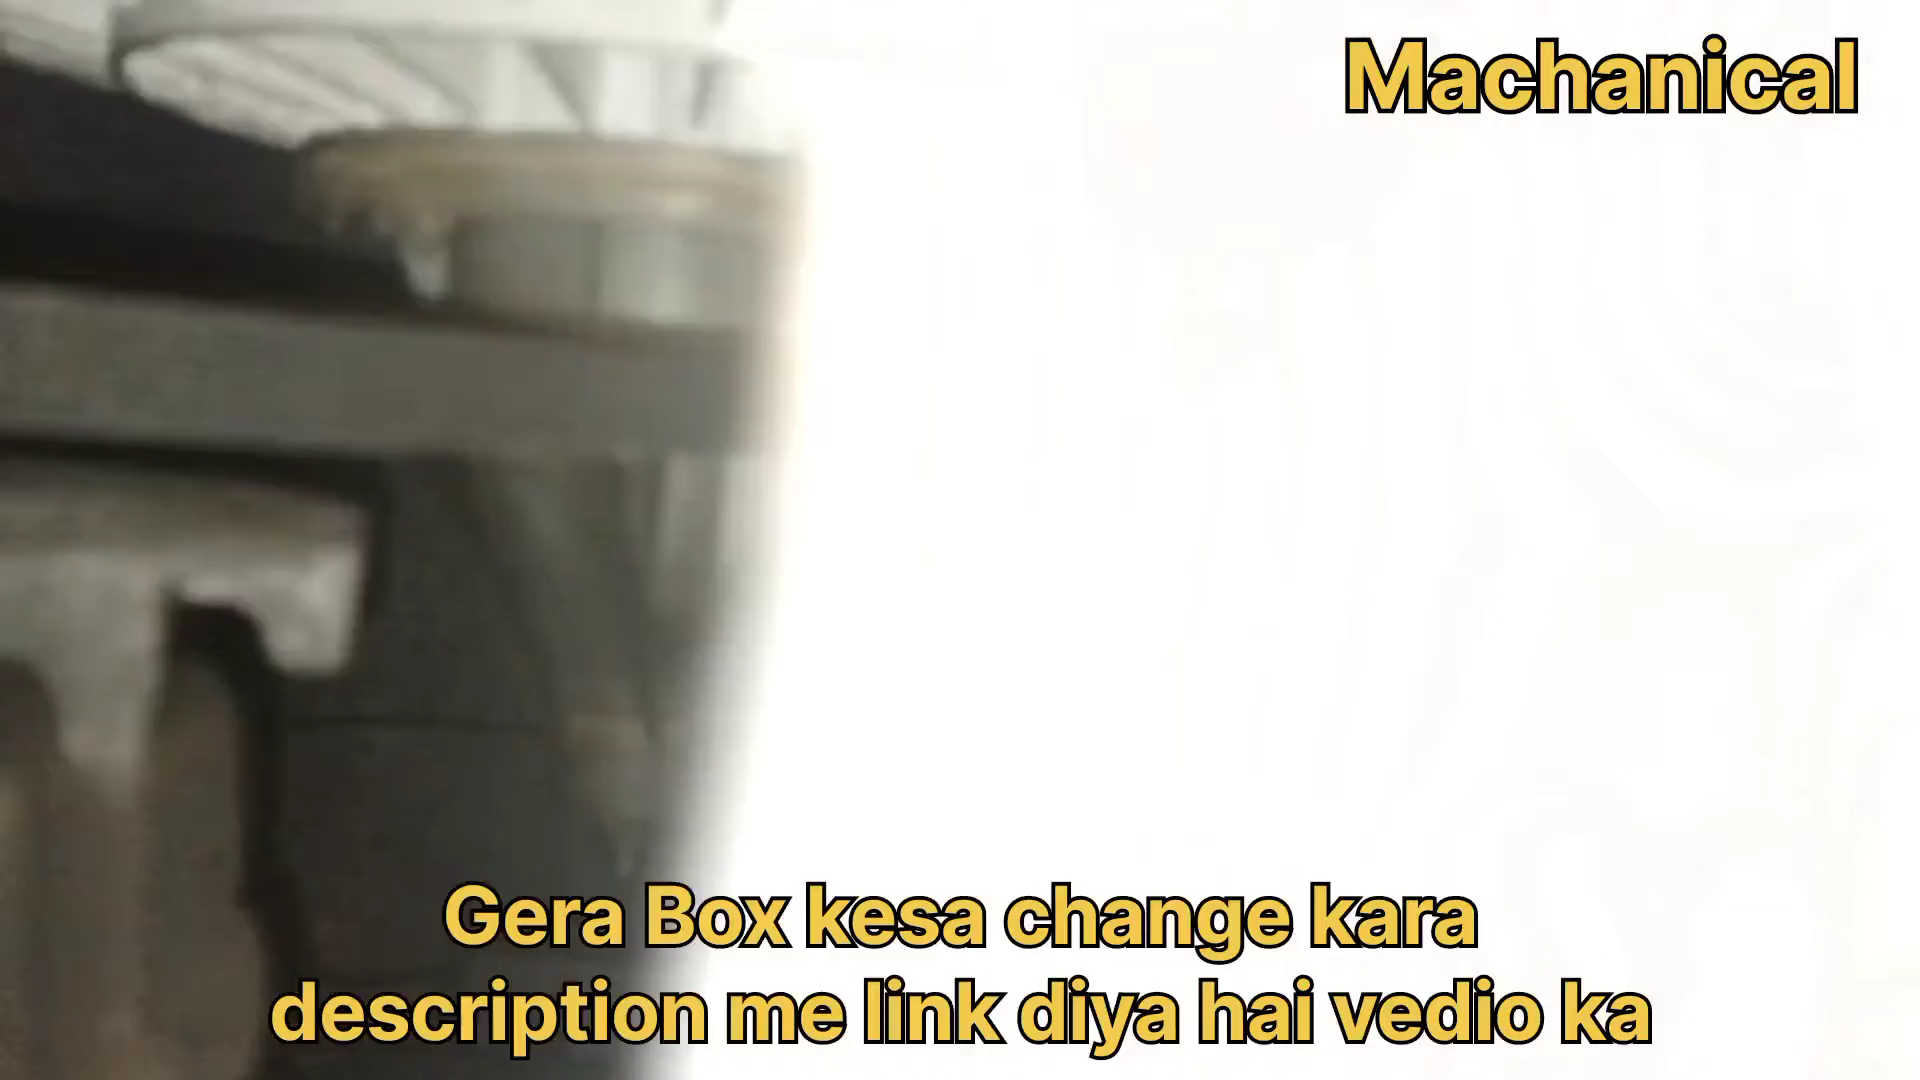 Machanical
Gera Box kesa change kara
description me link diya hai vedio ka